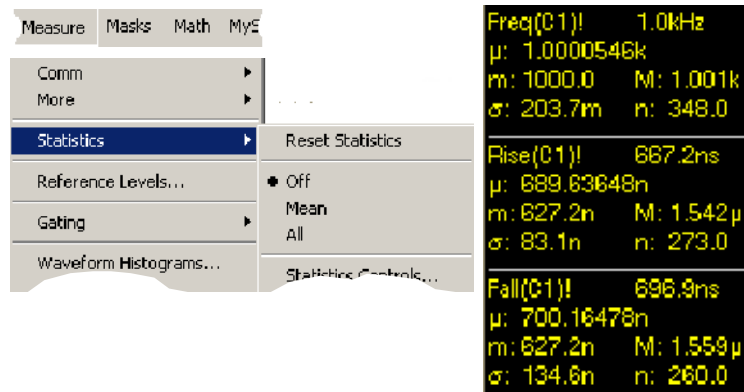 Measure Masks Math MyS
Comm
More
Statistics
Reference Levels...
Gating
Waveform Histograms...
Reset Statistics
Off
Mean
All
Statistics Controls...
Freq(C1)! 1.0kHz
µ: 1.0000546k
m: 1000.0 M: 1.001k
σ: 203.7m n: 348.0
Rise(C1)! 667.2ns
µ: 689.63648n
m: 627.2n M: 1.542µ
σ: 83.1n n: 273.0
Fall(C1)! 696.9ns
µ: 700.16478n
m: 627.2n M: 1.559µ
σ: 134.6n n: 260.0